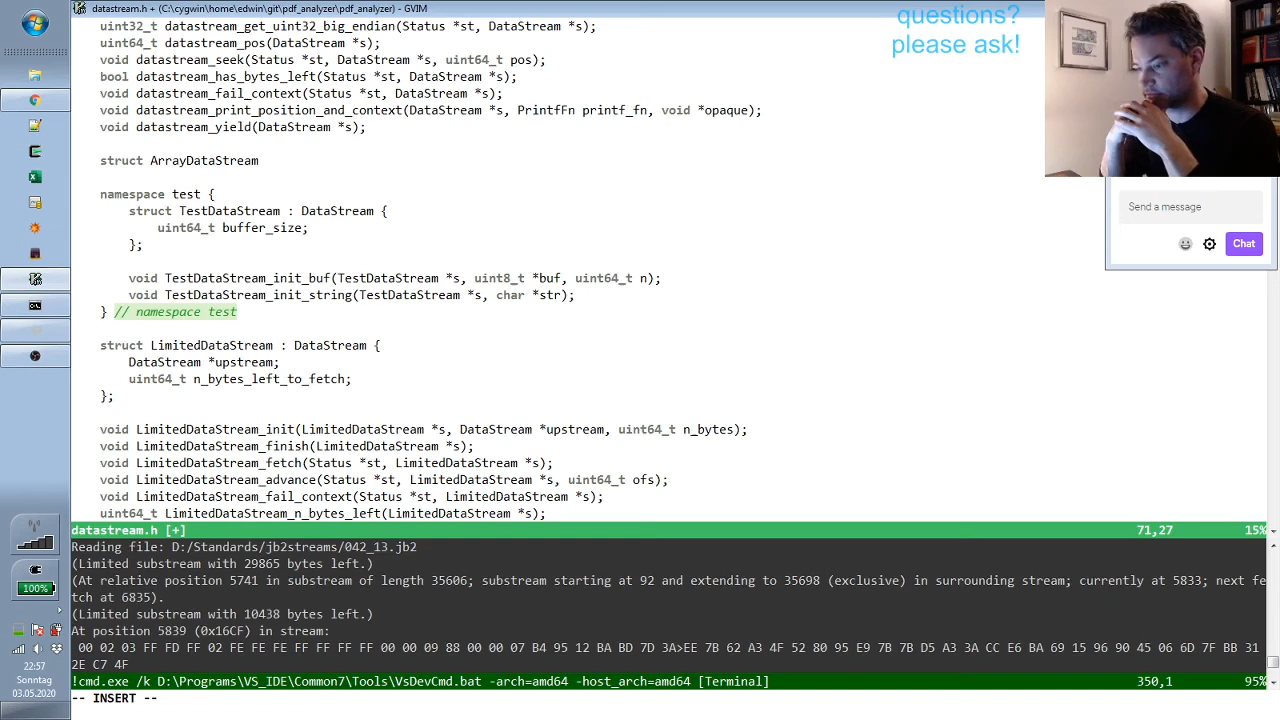 datastream.h + (C:\cygwin\home\edwin\git\pdf_analyzer\pdf_analyzer) - GVIM
uint32_t datastream_get_uint32_big_endian(Status *st, DataStream *s);
uint64_t datastream_pos(DataStream *s);
void datastream_seek(Status *st, DataStream *s, uint64_t pos);
bool datastream_has_bytes_left(Status *st, DataStream *s);
void datastream_fail_context(Status *st, DataStream *s);
void datastream_print_position_and_context(DataStream *s, PrintfFn printf_fn, void *opaque);
void datastream_yield(DataStream *s);
struct ArrayDataStream
namespace test {
struct TestDataStream : DataStream {
uint64_t buffer_size;
};
void TestDataStream_init_buf(TestDataStream *s, uint8_t *buf, uint64_t n);
void TestDataStream_init_string(TestDataStream *s, char *str);
} // namespace test
struct LimitedDataStream : DataStream {
DataStream *upstream;
uint64_t n_bytes_left_to_fetch;
};
void LimitedDataStream_init(LimitedDataStream *s, DataStream *upstream, uint64_t n_bytes);
void LimitedDataStream_finish(LimitedDataStream *s);
void LimitedDataStream_fetch(Status *st, LimitedDataStream *s);
void LimitedDataStream_advance(Status *st, LimitedDataStream *s, uint64_t ofs);
void LimitedDataStream_fail_context(Status *st, LimitedDataStream *s);
uint64_t LimitedDataStream_n_bytes_left(LimitedDataStream *s);
datastream.h [+] 71,27 15%
Reading file: D:/Standards/jb2streams/042_13.jb2
(Limited substream with 29865 bytes left.)
(At relative position 5741 in substream of length 35606; substream starting at 92 and extending to 35698 (exclusive) in surrounding stream; currently at 5833; next fe
tch at 6835).
(Limited substream with 10438 bytes left.)
At position 5839 (0x16CF) in stream:
00 02 03 FF FD FF 02 FE FE FE FF FF FF FF 00 00 09 88 00 00 07 B4 95 12 BA BD 7D 3A>EE 7B 62 A3 4F 52 80 95 E9 7B 7B D5 A3 3A CC E6 BA 69 15 96 90 45 06 6D 7F BB 31
2E C7 4F
!cmd.exe /k D:\Programs\VS_IDE\Common7\Tools\VsDevCmd.bat -arch=amd64 -host_arch=amd64 [Terminal] 350,1 95%
-- INSERT --
questions?
please ask!
Send a message
Chat
100%
22:57
Sonntag
03.05.2020